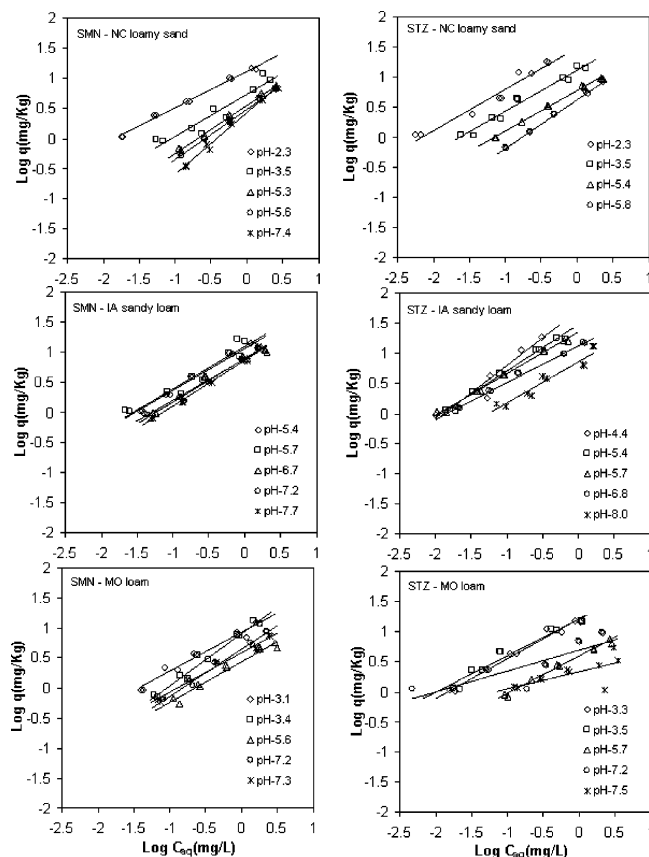 SMN - NC loamy sand
Log q(mg/Kg)
2
1.5
1
0.5
0
0.5
1
1.5
2
pH-2.3
pH-3.5
pH-5.3
pH-5.6
pH-7.4
-2.5 -2 -1.5 -1 -0.5 0 0.5 1
STZ - NC loamy sand
Log q(mg/Kg)
2
1.5
1
0.5
0
0.5
1
1.5
2
pH-2.3
pH-3.5
pH-5.4
pH-5.8
-2.5 -2 -1.5 -1 -0.5 0 0.5 1
SMN - IA sandy loam
Log q(mg/Kg)
2
1.5
1
0.5
0
0.5
1
1.5
2
pH-5.4
pH-5.7
pH-6.7
pH-7.2
pH-7.7
-2.5 -2 -1.5 -1 -0.5 0 0.5 1
STZ - IA sandy loam
Log q(mg/Kg)
2
1.5
1
0.5
0
0.5
1
1.5
2
pH-4.4
pH-5.4
pH-5.7
pH-6.8
pH-8.0
-2.5 -2 -1.5 -1 -0.5 0 0.5 1
SMN - MO loam
Log q(mg/Kg)
2
1.5
1
0.5
0
0.5
1
1.5
2
pH-3.1
pH-3.4
pH-5.6
pH-7.2
pH-7.3
-2.5 -2 -1.5 -1 -0.5 0 0.5 1
Log Ceq(mg/L)
STZ - MO loam
Log q(mg/Kg)
2
1.5
1
0.5
0
0.5
1
1.5
2
pH-3.3
pH-3.5
pH-5.7
pH-7.2
pH-7.5
-2.5 -2 -1.5 -1 -0.5 0 0.5 1
Log Ceq(mg/L)